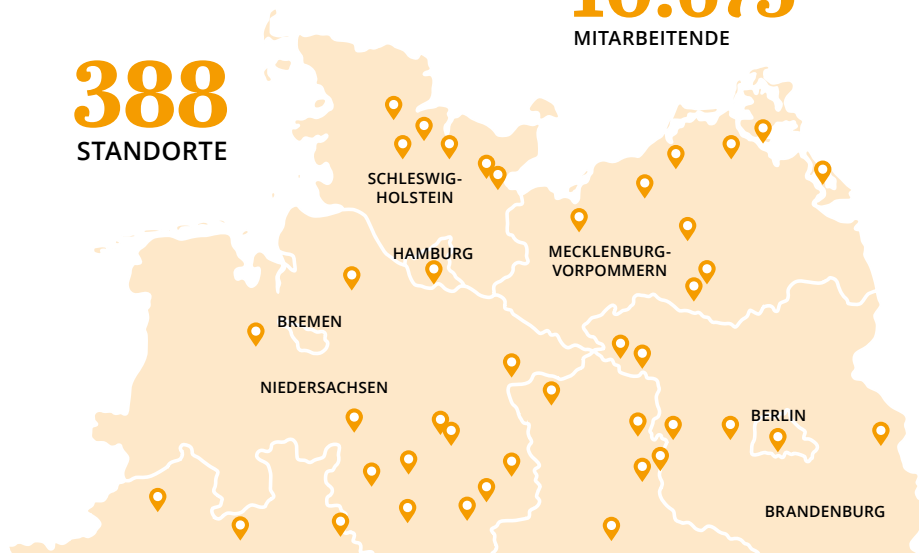 MITARBEITENDE
388
STANDORTE
SCHLESWIG-
HOLSTEIN
HAMBURG
MECKLENBURG-
VORPOMMERN
BREMEN
NIEDERSACHSEN
BERLIN
BRANDENBURG